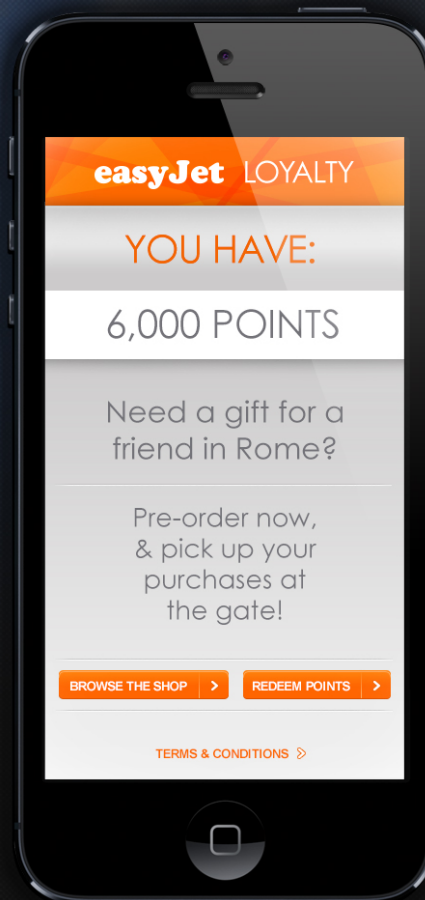 easyJet LOYALTY
YOU HAVE:
6,000 POINTS
Need a gift for a
friend in Rome?
Pre-order now,
& pick up your
purchases at
the gate!
BROWSE THE SHOP
REDEEM POINTS
TERMS & CONDITIONS